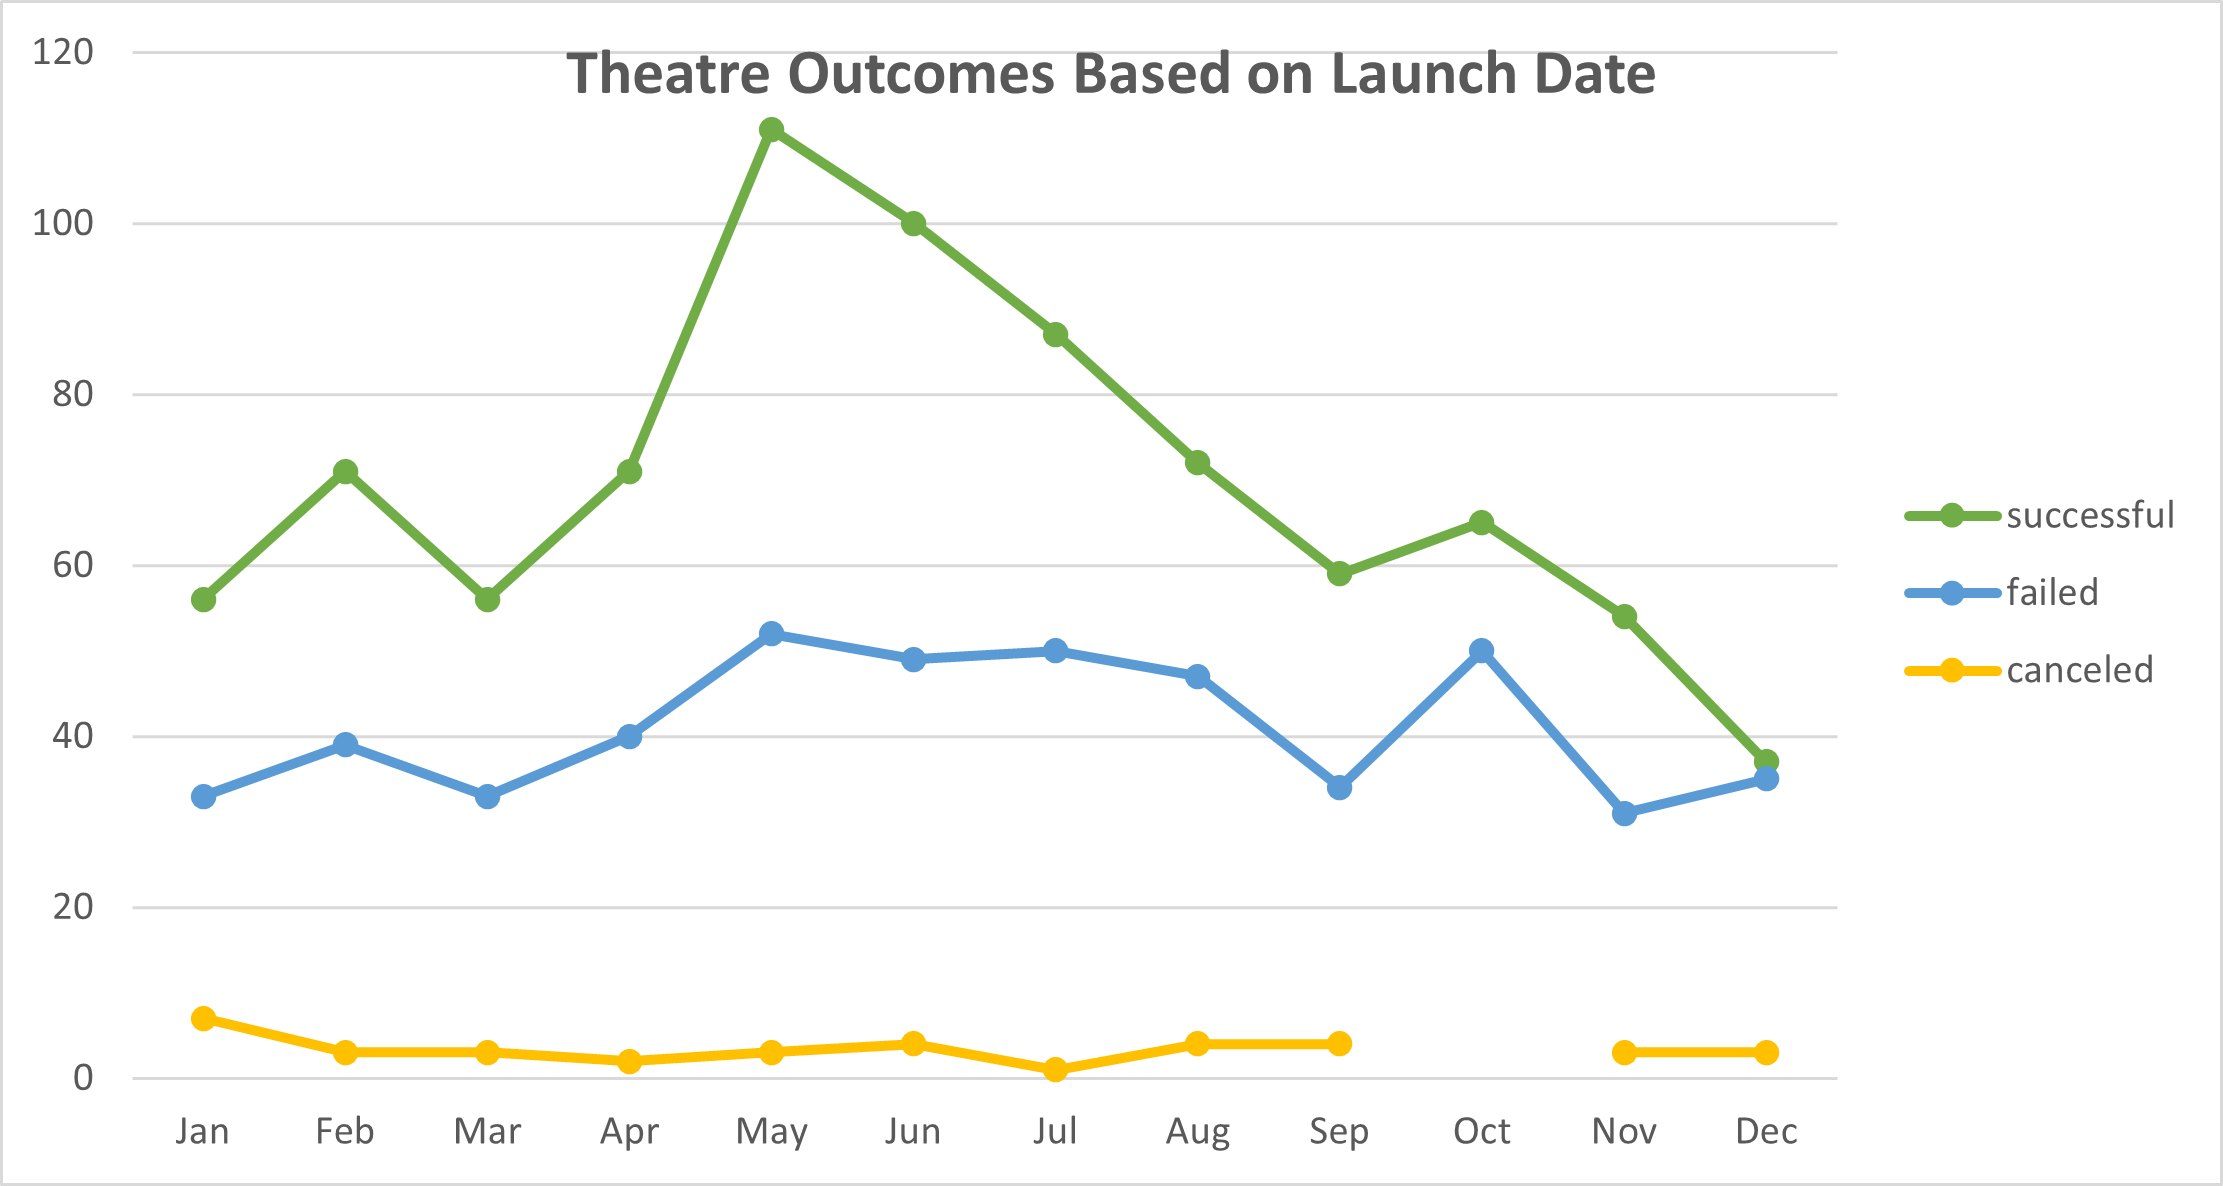 Theatre Outcomes Based on Launch Date
120
100
80
60
40
20
0
Jan Feb Mar Apr May Jun Jul Aug Sep Oct Nov Dec
successful
failed
canceled